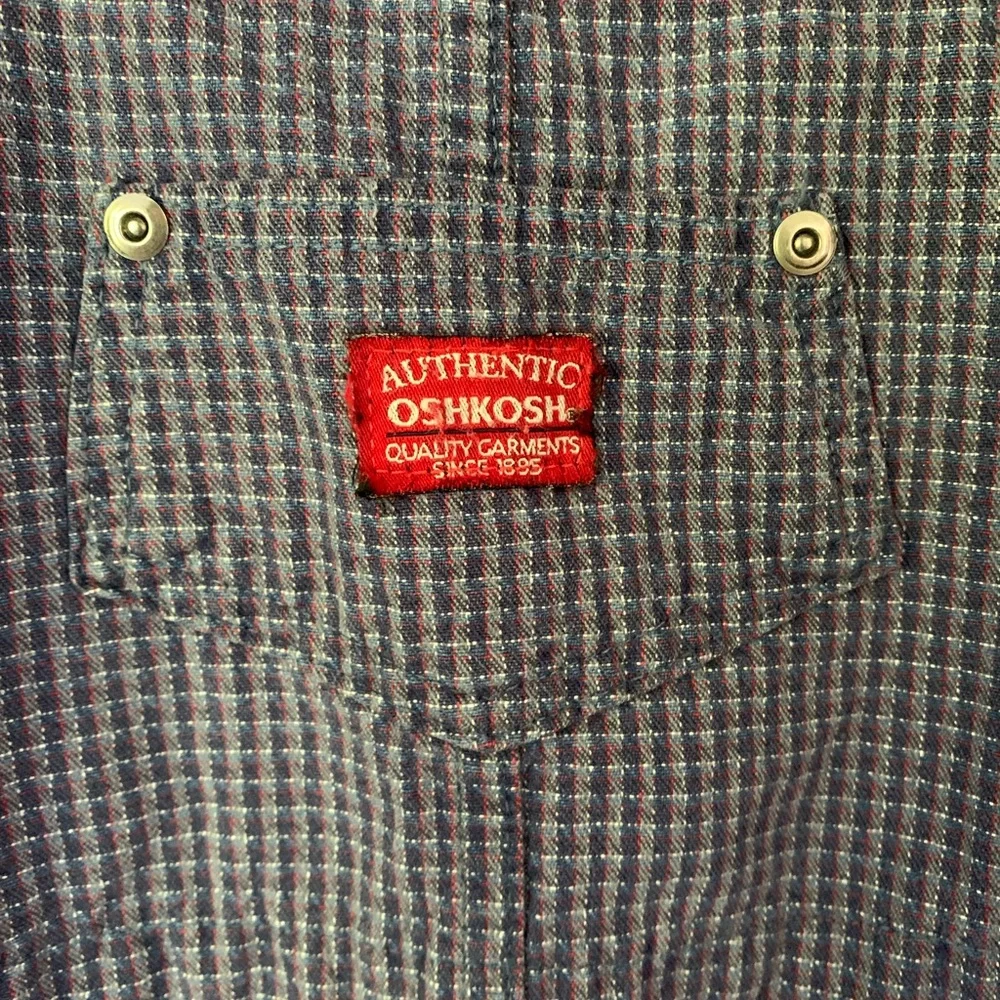 AUTHENTIC
OSHKOSH®
QUALITY GARMENTS
SINCE 1895